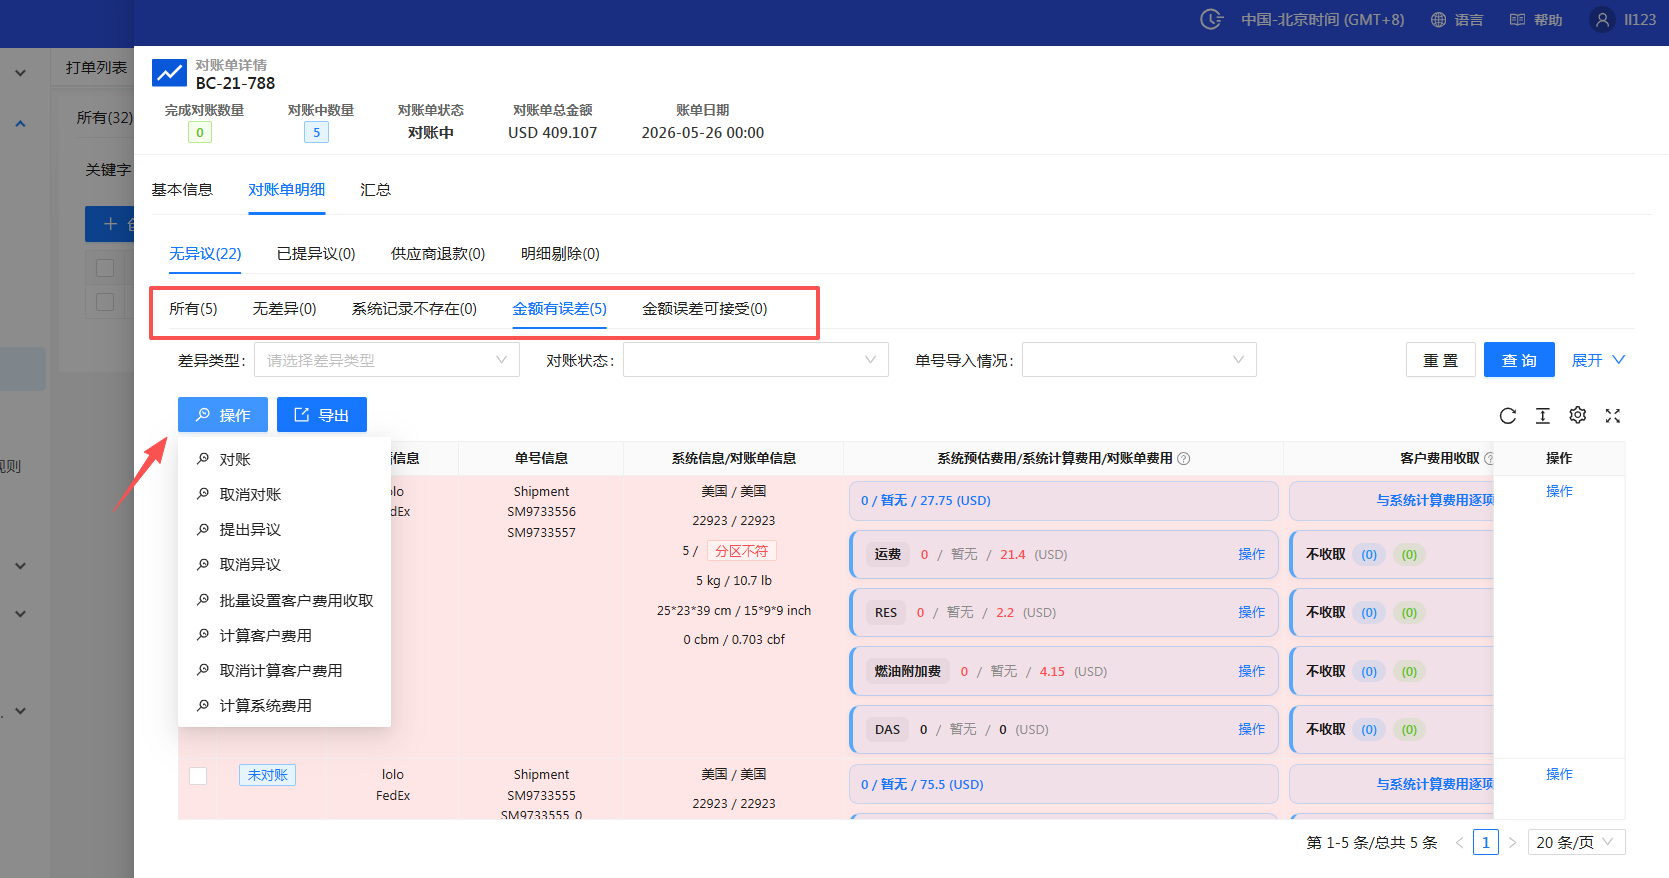 中国-北京时间 (GMT+8) 语言 帮助 ll123
打单列表
所有(32)
关键字
对账单详情
BC-21-788
完成对账数量 对账中数量 对账单状态 对账单总金额 账单日期
0 5 对账中 USD 409.107 2026-05-26 00:00
基本信息 对账单明细 汇总
无异议(22) 已提异议(0) 供应商退款(0) 明细剔除(0)
所有(5) 无差异(0) 系统记录不存在(0) 金额有误差(5) 金额误差可接受(0)
差异类型: 请选择差异类型 对账状态: 单号导入情况: 重 置 查 询 展开
操作 导出
对账
取消对账
提出异议
取消异议
批量设置客户费用收取
计算客户费用
取消计算客户费用
计算系统费用
信息 单号信息 系统信息/对账单信息 系统预估费用/系统计算费用/对账单费用 客户费用收取 操作
olo
dEx
Shipment
SM9733556
SM9733557
美国 / 美国
22923 / 22923
5 / 分区不符
5 kg / 10.7 lb
25*23*39 cm / 15*9*9 inch
0 cbm / 0.703 cbf
0 / 暂无 / 27.75 (USD) 与系统计算费用逐项 操作
运费 0 / 暂无 / 21.4 (USD) 操作 不收取 (0) (0)
RES 0 / 暂无 / 2.2 (USD) 操作 不收取 (0) (0)
燃油附加费 0 / 暂无 / 4.15 (USD) 操作 不收取 (0) (0)
DAS 0 / 暂无 / 0 (USD) 操作 不收取 (0) (0)
未对账
lolo
FedEx
Shipment
SM9733555
SM9733555_0
美国 / 美国
22923 / 22923
0 / 暂无 / 75.5 (USD) 与系统计算费用逐项 操作
第 1-5 条/总共 5 条 < 1 > 20 条/页
规则